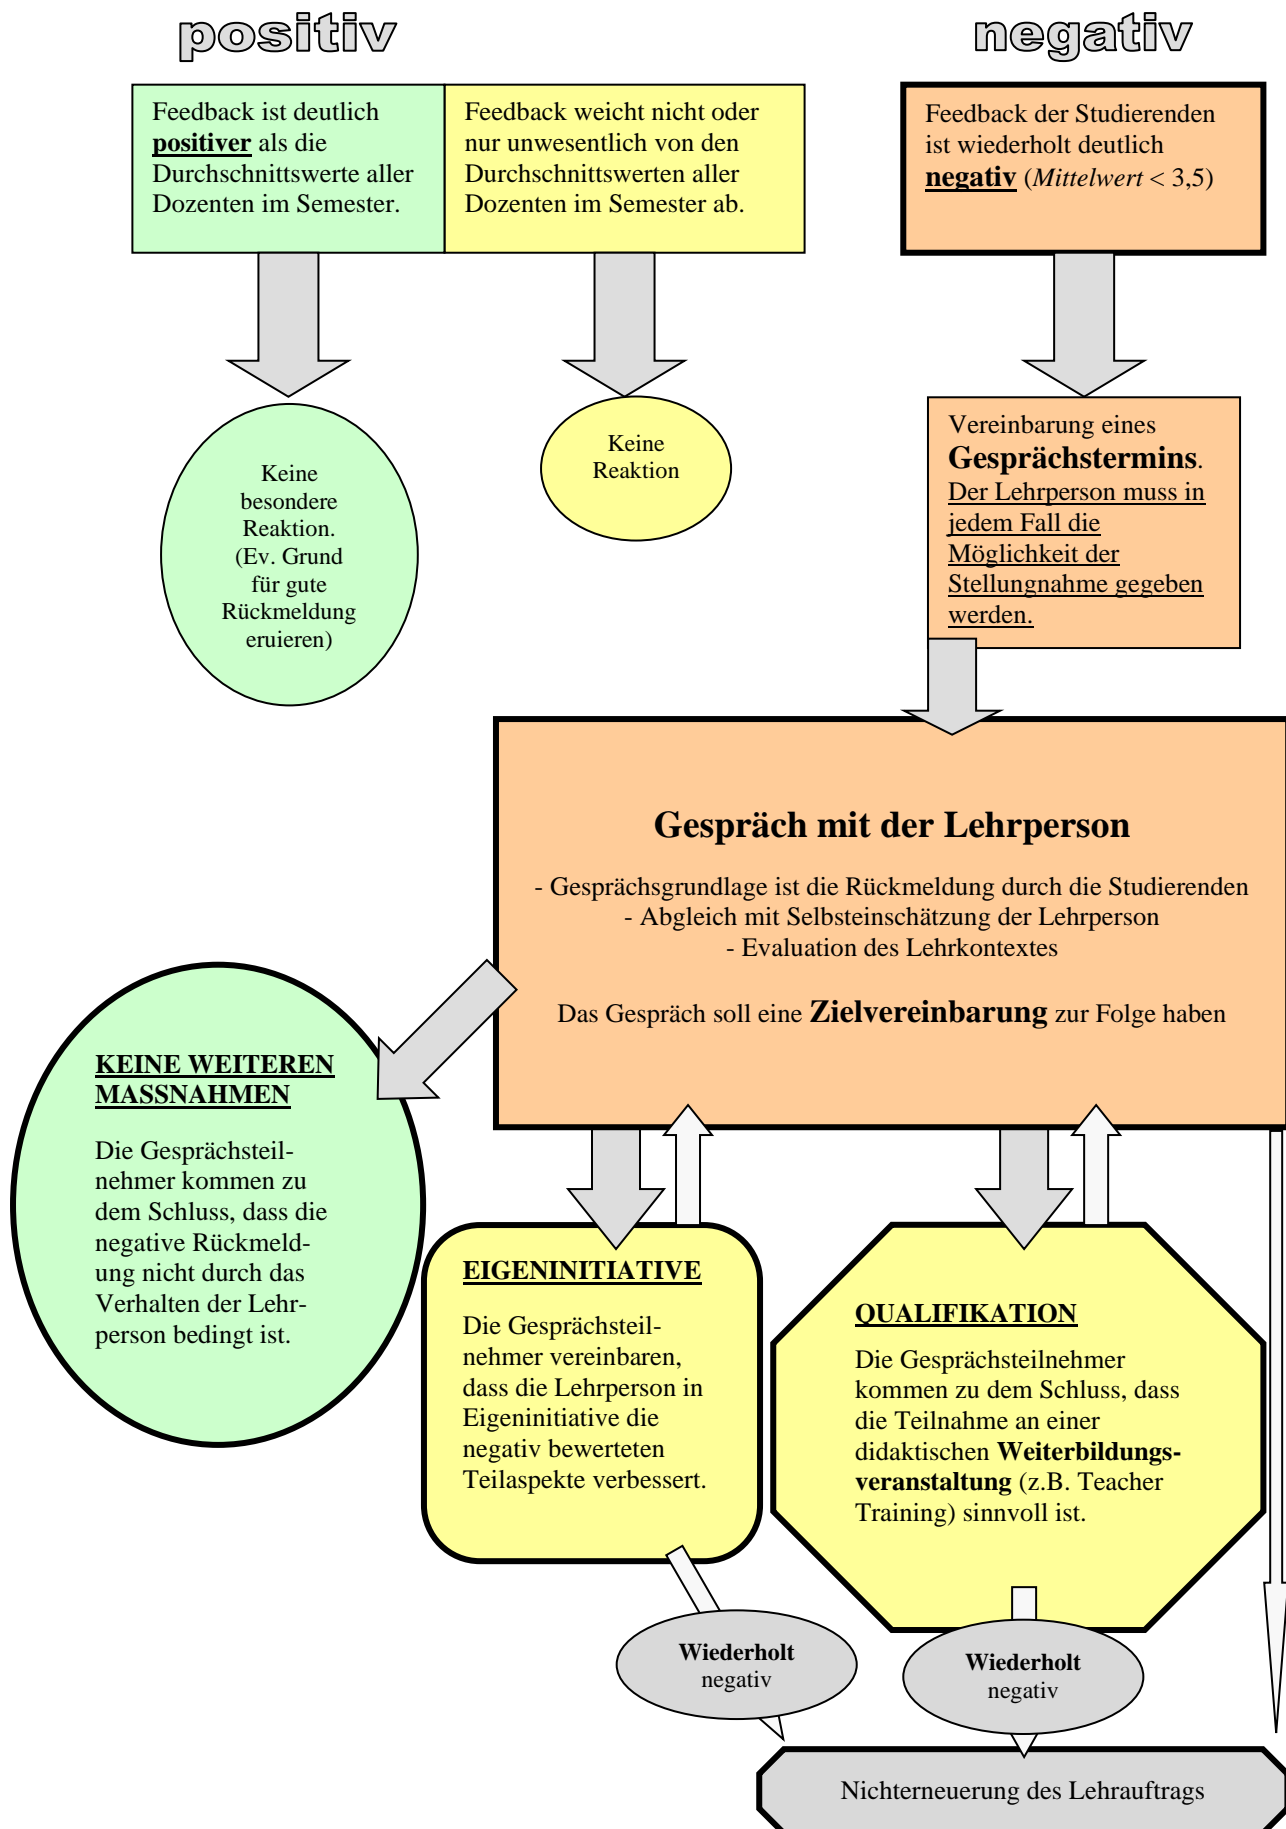 positiv
negativ
Feedback ist deutlich
positiver als die
Durchschnittswerte aller
Dozenten im Semester.
Feedback weicht nicht oder
nur unwesentlich von den
Durchschnittswerten aller
Dozenten im Semester ab.
Feedback der Studierenden
ist wiederholt deutlich
negativ (Mittelwert < 3,5)
Keine
besondere
Reaktion.
(Ev. Grund
für gute
Rückmeldung
eruieren)
Keine
Reaktion
Vereinbarung eines
Gesprächstermins.
Der Lehrperson muss in
jedem Fall die
Möglichkeit der
Stellungnahme gegeben
werden.
Gespräch mit der Lehrperson
- Gesprächsgrundlage ist die Rückmeldung durch die Studierenden
- Abgleich mit Selbsteinschätzung der Lehrperson
- Evaluation des Lehrkontextes
Das Gespräch soll eine Zielvereinbarung zur Folge haben
KEINE WEITEREN
MASSNAHMEN
Die Gesprächsteil-
nehmer kommen zu
dem Schluss, dass die
negative Rückmeld-
ung nicht durch das
Verhalten der Lehr-
person bedingt ist.
EIGENINITIATIVE
Die Gesprächsteil-
nehmer vereinbaren,
dass die Lehrperson in
Eigeninitiative die
negativ bewerteten
Teilaspekte verbessert.
QUALIFIKATION
Die Gesprächsteilnehmer
kommen zu dem Schluss, dass
die Teilnahme an einer
didaktischen Weiterbildungs-
veranstaltung (z.B. Teacher
Training) sinnvoll ist.
Wiederholt
negativ
Wiederholt
negativ
Nichterneuerung des Lehrauftrags